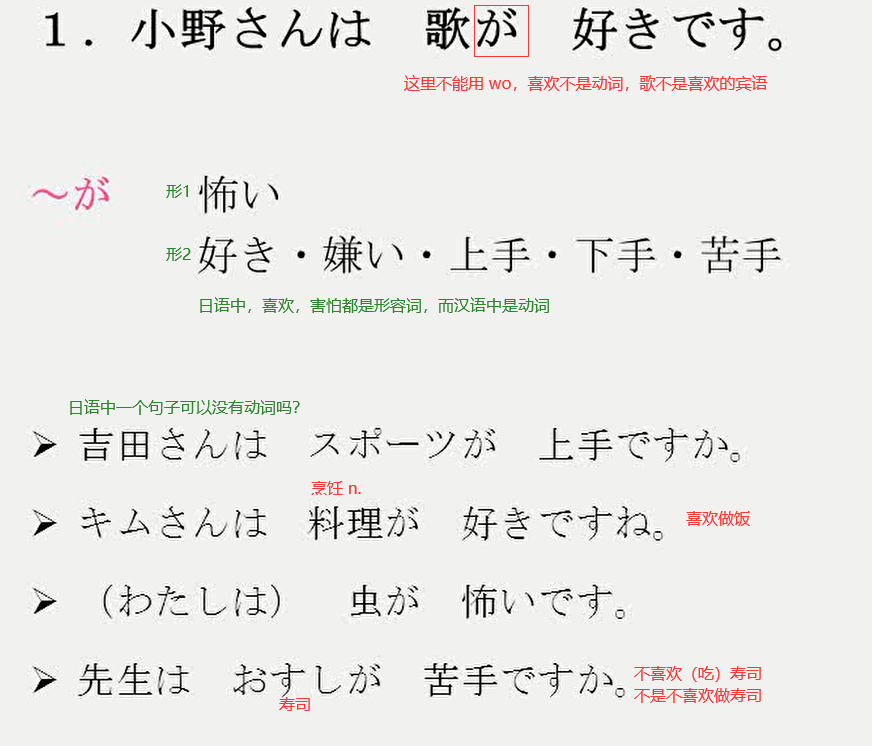 1．小野さんは　歌が　好きです。
这里不能用 wo，喜欢不是动词，歌不是喜欢的宾语
～が　形1 怖い
形2 好き・嫌い・上手・下手・苦手
日语中，喜欢，害怕都是形容词，而汉语中是动词
日语中一个句子可以没有动词吗？
➢ 吉田さんは　スポーツが　上手ですか。
烹饪 n.
➢ キムさんは　料理が　好きですね。 喜欢做饭
➢ （わたしは）　虫が　怖いです。
➢ 先生は　おすしが　苦手ですか。 不喜欢（吃）寿司
不是不喜欢做寿司
寿司